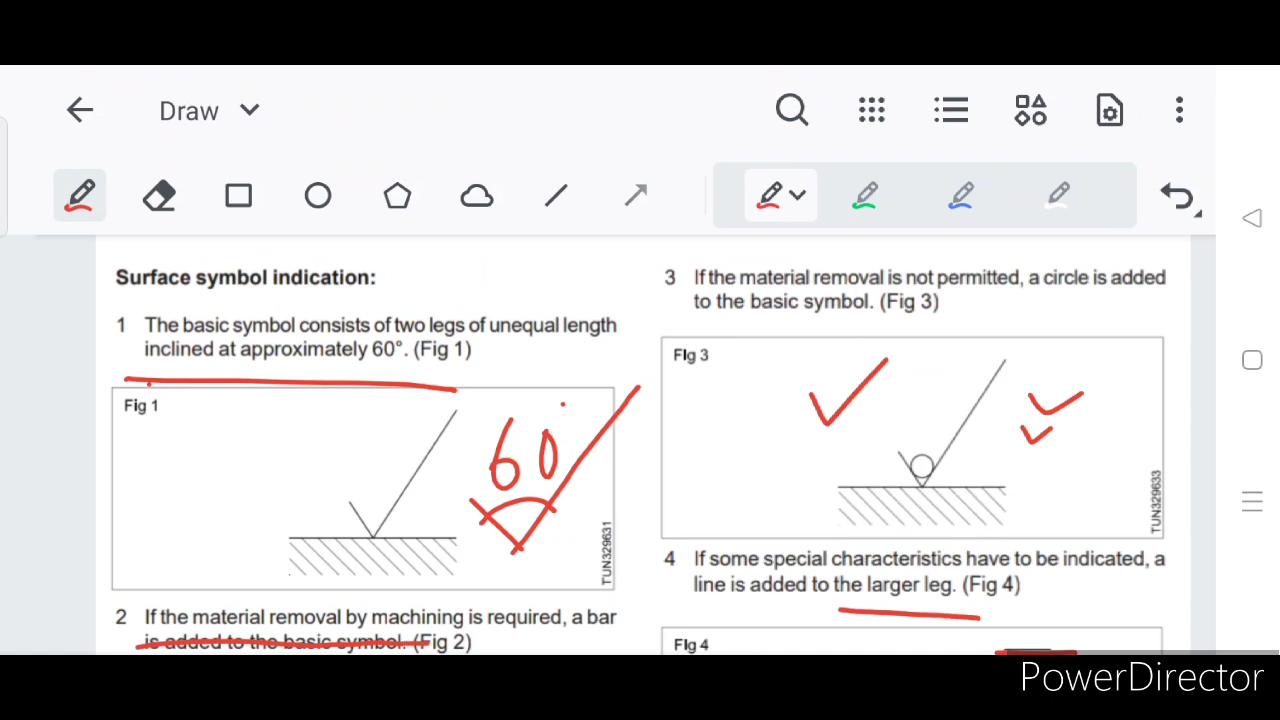 Draw
Surface symbol indication:
1 The basic symbol consists of two legs of unequal length
inclined at approximately 60°. (Fig 1)
Fig 1
60
TUN329631
2 If the material removal by machining is required, a bar
is added to the basic symbol. (Fig 2)
3 If the material removal is not permitted, a circle is added
to the basic symbol. (Fig 3)
Fig 3
TUN329633
4 If some special characteristics have to be indicated, a
line is added to the larger leg. (Fig 4)
Fig 4
PowerDirector